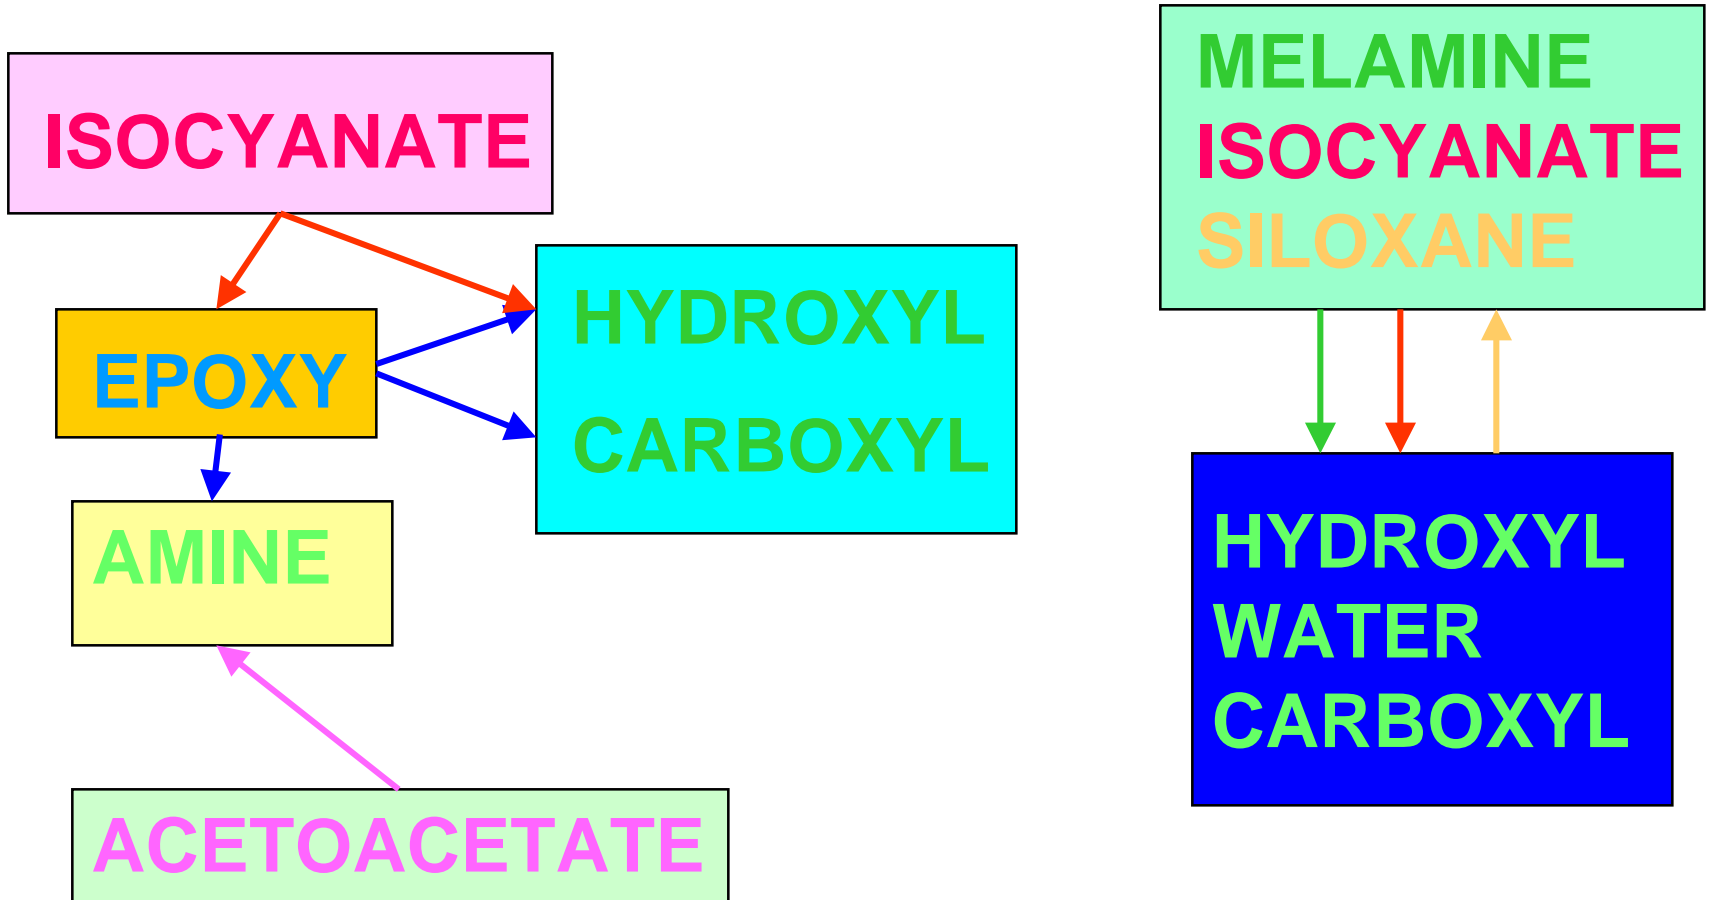 ISOCYANATE
EPOXY
AMINE
ACETOACETATE
HYDROXYL
CARBOXYL
MELAMINE
ISOCYANATE
SILOXANE
HYDROXYL
WATER
CARBOXYL